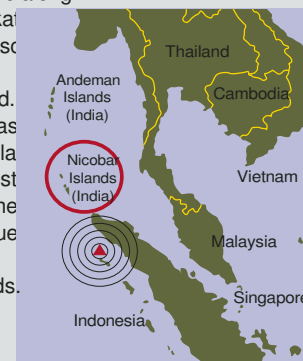 Thailand
Andeman
Islands
(India)
Cambodia
Nicobar
Islands
(India)
Vietnam
Malaysia
Singapore
Indonesia